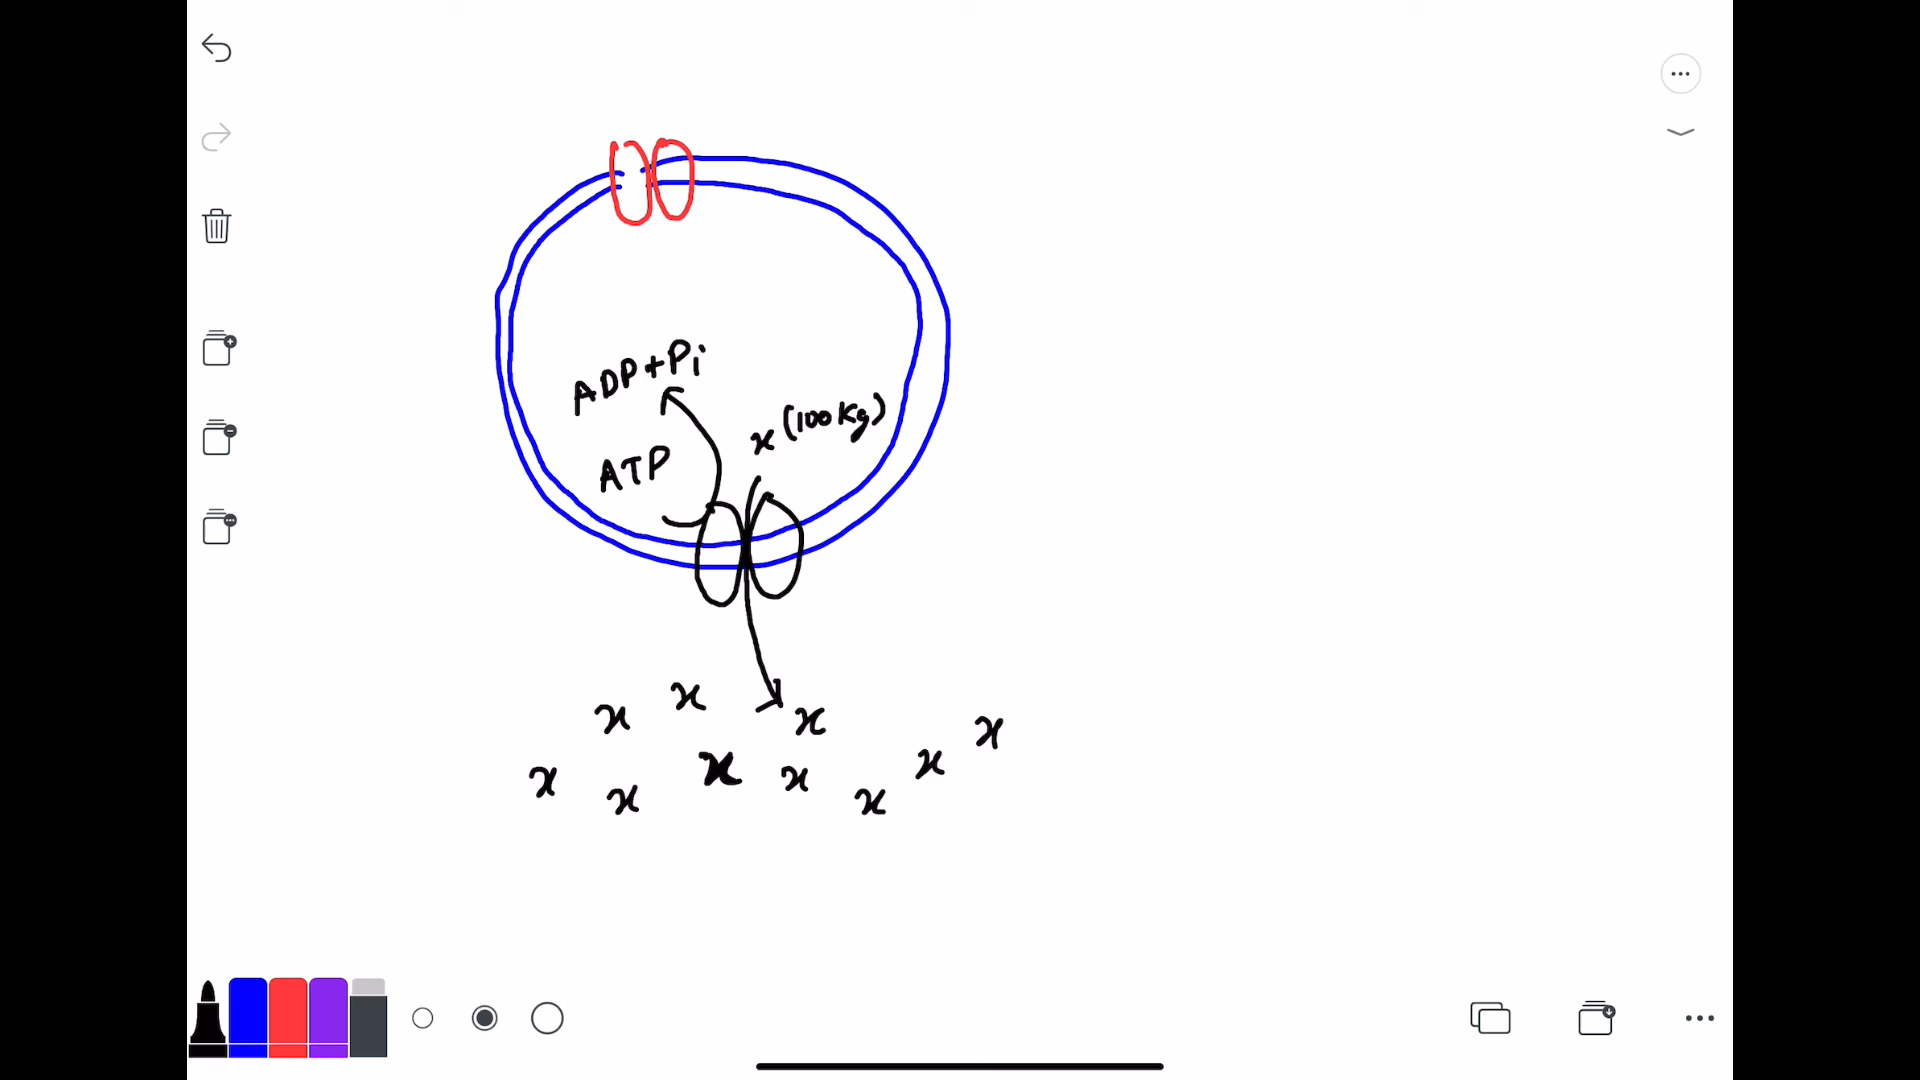 ADP+Pi
x (100 Kg)
ATP
x x x x
x x x x x x